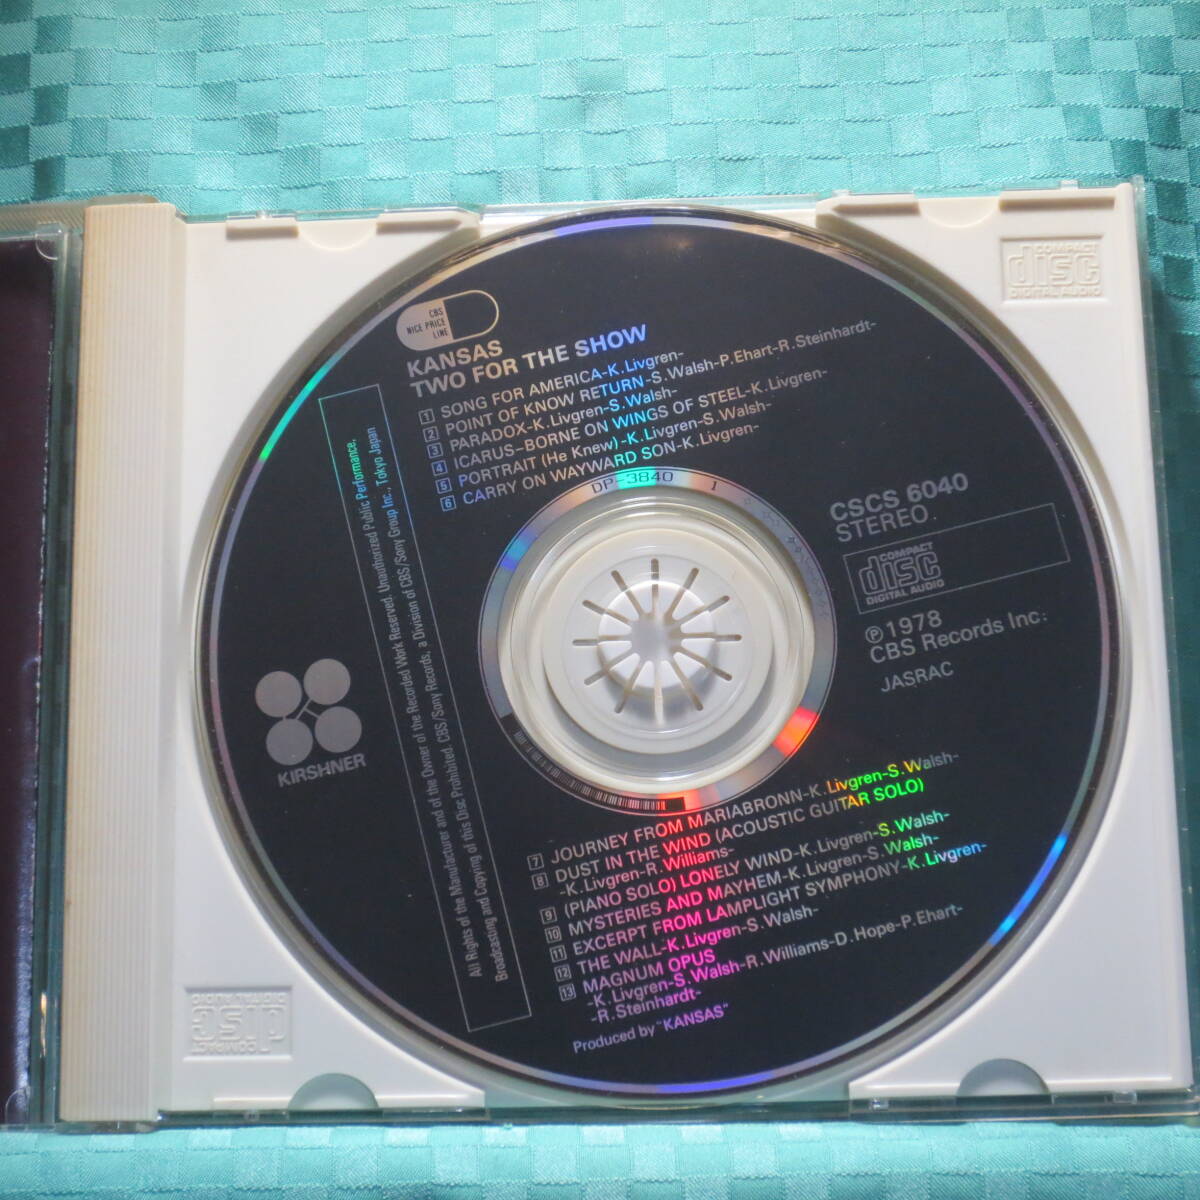 CBS
NICE PRICE
LINE
KANSAS
TWO FOR THE SHOW
1 SONG FOR AMERICA-K.Livgren-
2 POINT OF KNOW RETURN-S.Walsh-P.Ehart-R.Steinhardt-
3 PARADOX-K.Livgren-S.Walsh-
4 ICARUS-BORNE ON WINGS OF STEEL-K.Livgren-
5 PORTRAIT (He Knew)-K.Livgren-S.Walsh-
6 CARRY ON WAYWARD SON-K.Livgren-
DP-3840 1
CSCS 6040
STEREO
COMPACT
disc
DIGITAL AUDIO
℗1978
CBS Records Inc.
JASRAC
All Rights of the Manufacturer and of the Owner of the Recorded Work Reserved. Unauthorized Public Performance,
Broadcasting and Copying of this Disc Prohibited. CBS/Sony Records, a Division of CBS/Sony Group Inc., Tokyo Japan
KIRSHNER
7 JOURNEY FROM MARIABRONN-K.Livgren-S.Walsh-
8 DUST IN THE WIND (ACOUSTIC GUITAR SOLO)
-K.Livgren-R.Williams-
9 (PIANO SOLO) LONELY WIND-K.Livgren-S.Walsh-
10 MYSTERIES AND MAYHEM-K.Livgren-S.Walsh-
11 EXCERPT FROM LAMPLIGHT SYMPHONY-K.Livgren-
12 THE WALL-K.Livgren-S.Walsh-
13 MAGNUM OPUS
-K.Livgren-S.Walsh-R.Williams-D.Hope-P.Ehart-
-R.Steinhardt-
Produced by "KANSAS"
COMPACT
disc
DIGITAL AUDIO
COMPACT
disc
DIGITAL AUDIO